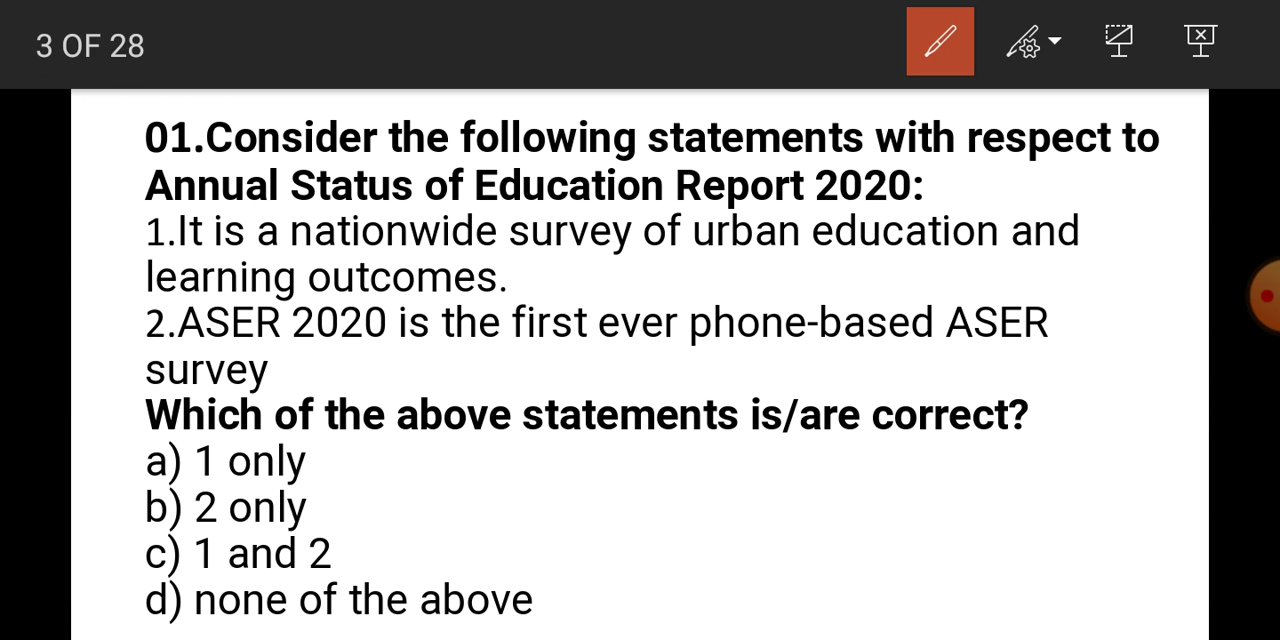 3 OF 28
01.Consider the following statements with respect to
Annual Status of Education Report 2020:
1.It is a nationwide survey of urban education and
learning outcomes.
2.ASER 2020 is the first ever phone-based ASER
survey
Which of the above statements is/are correct?
a) 1 only
b) 2 only
c) 1 and 2
d) none of the above